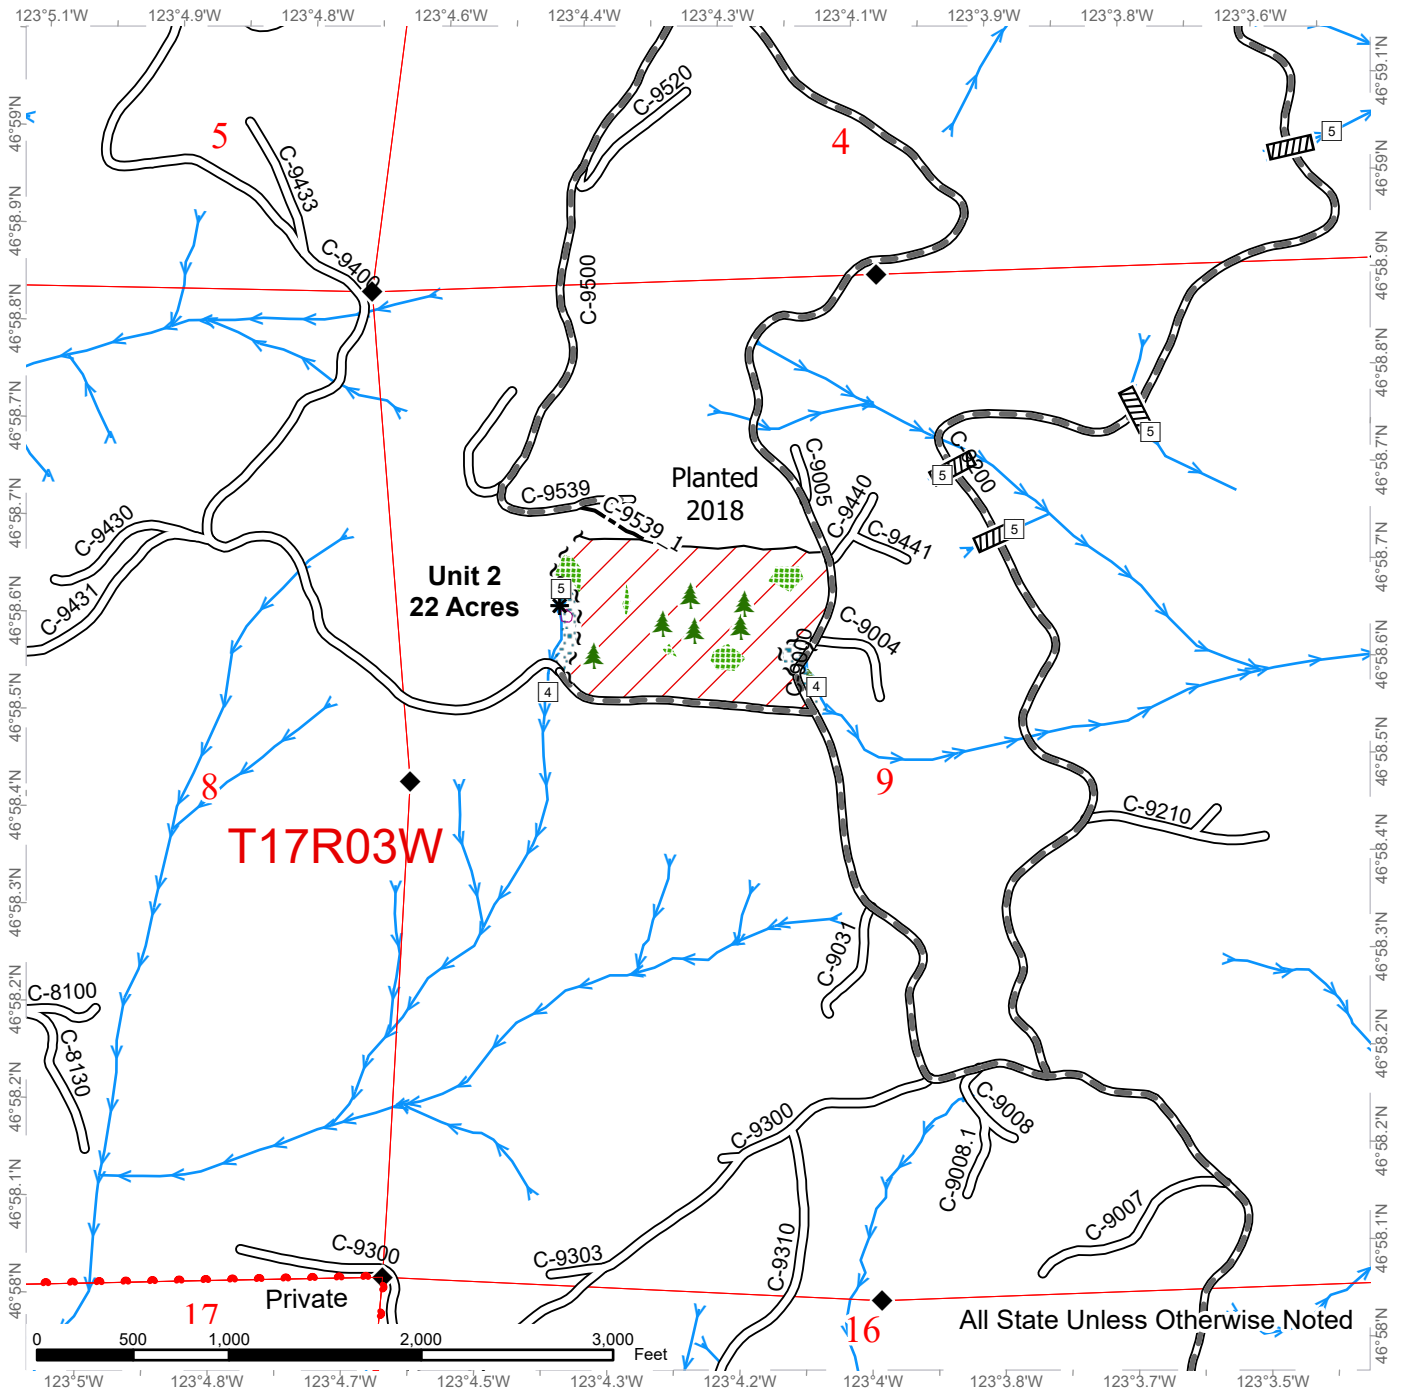 123°5.1'W 123°4.9'W 123°4.8'W 123°4.6'W 123°4.4'W 123°4.1'W 123°3.9'W 123°3.8'W 123°3.6'W
46°59'N
46°58.9'N
46°58.8'N
46°58.7'N
46°58.7'N
46°58.6'N
46°58.5'N
46°58.4'N
46°58.3'N
46°58.2'N
46°58.2'N
46°58.1'N
46°58'N
46°59.1'N
46°59'N
46°58.9'N
46°58.8'N
46°58.7'N
46°58.7'N
46°58.6'N
46°58.5'N
46°58.4'N
46°58.3'N
46°58.2'N
46°58.2'N
46°58.1'N
46°58'N
5
4
C-9520
5
C-9433
C-9400
C-9500
Planted
2018
C-9005
C-9440
C-9441
C-9200
5
5
5
C-9539
C-9539_1
C-9430
C-9431
Unit 2
22 Acres
5
4
C-9000
C-9004
4
8
9
T17R03W
C-9210
C-9031
C-8100
C-8130
C-9300
C-9008
C-9008.1
C-9007
C-9310
C-9303
C-9300
Private
17
16
All State Unless Otherwise Noted
0 500 1,000 2,000 3,000
Feet
123°5'W 123°4.8'W 123°4.7'W 123°4.5'W 123°4.3'W 123°4.2'W 123°4'W 123°3.8'W 123°3.7'W 123°3.5'W